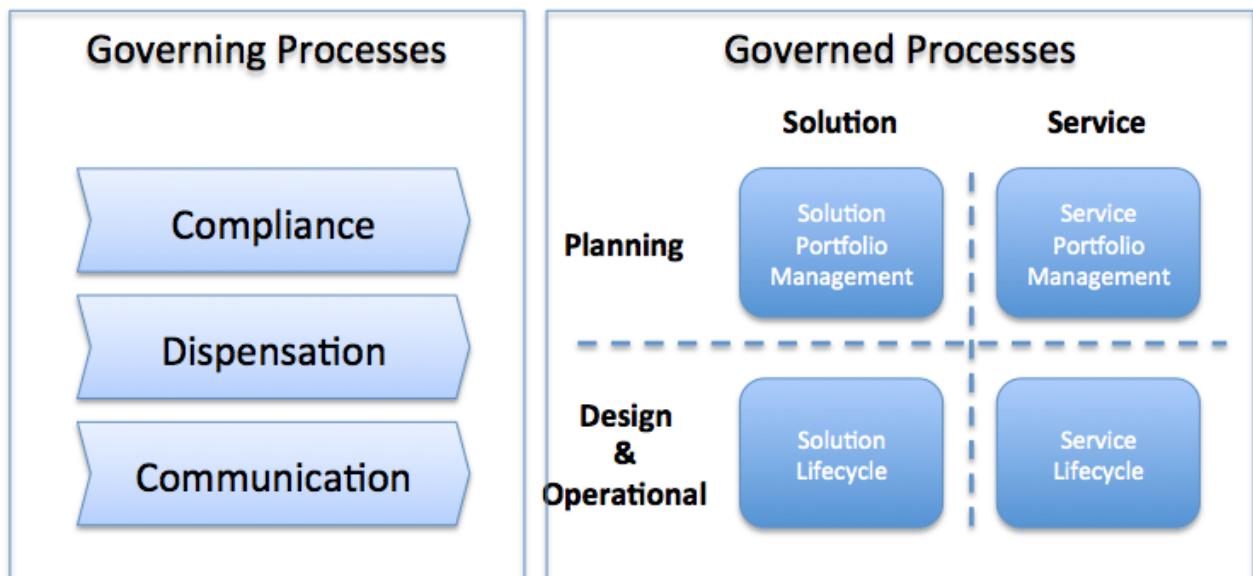 Governing Processes
Compliance
Dispensation
Communication
Governed Processes
Solution
Service
Planning
Solution
Portfolio
Management
Service
Portfolio
Management
Design
&
Operational
Solution
Lifecycle
Service
Lifecycle